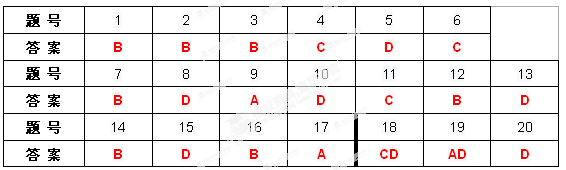 题 号 1 2 3 4 5 6
答 案 B B B C D C
题 号 7 8 9 10 11 12 13
答 案 B D A D C B D
题 号 14 15 16 17 18 19 20
答 案 B D B A CD AD D